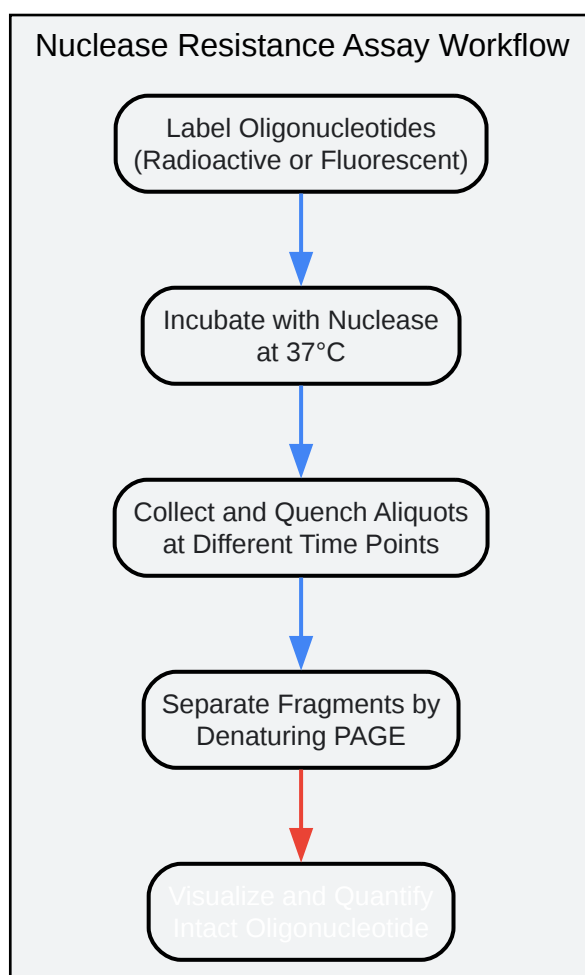 Nuclease Resistance Assay Workflow
Label Oligonucleotides
(Radioactive or Fluorescent)
Incubate with Nuclease
at 37°C
Collect and Quench Aliquots
at Different Time Points
Separate Fragments by
Denaturing PAGE
Visualize and Quantify
Intact Oligonucleotide